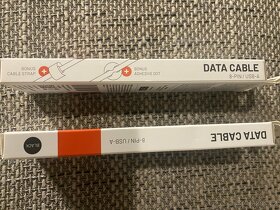 BONUS
CABLE STRAP
BONUS
ADHESIVE DOT
DATA CABLE
8-PIN / USB-A
BLACK
8-PIN / USB-A
DATA CABLE